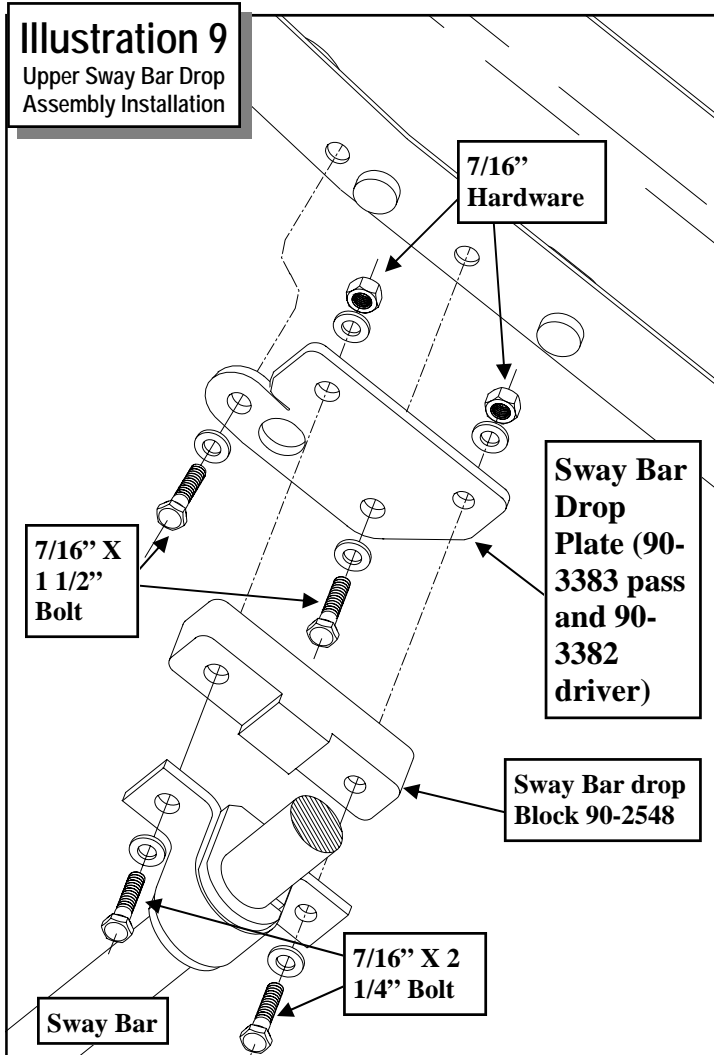 Illustration 9
Upper Sway Bar Drop
Assembly Installation
7/16”
Hardware
Sway Bar
Drop
Plate (90-
3383 pass
and 90-
3382
driver)
7/16” X
1 1/2”
Bolt
Sway Bar drop
Block 90-2548
7/16” X 2
1/4” Bolt
Sway Bar